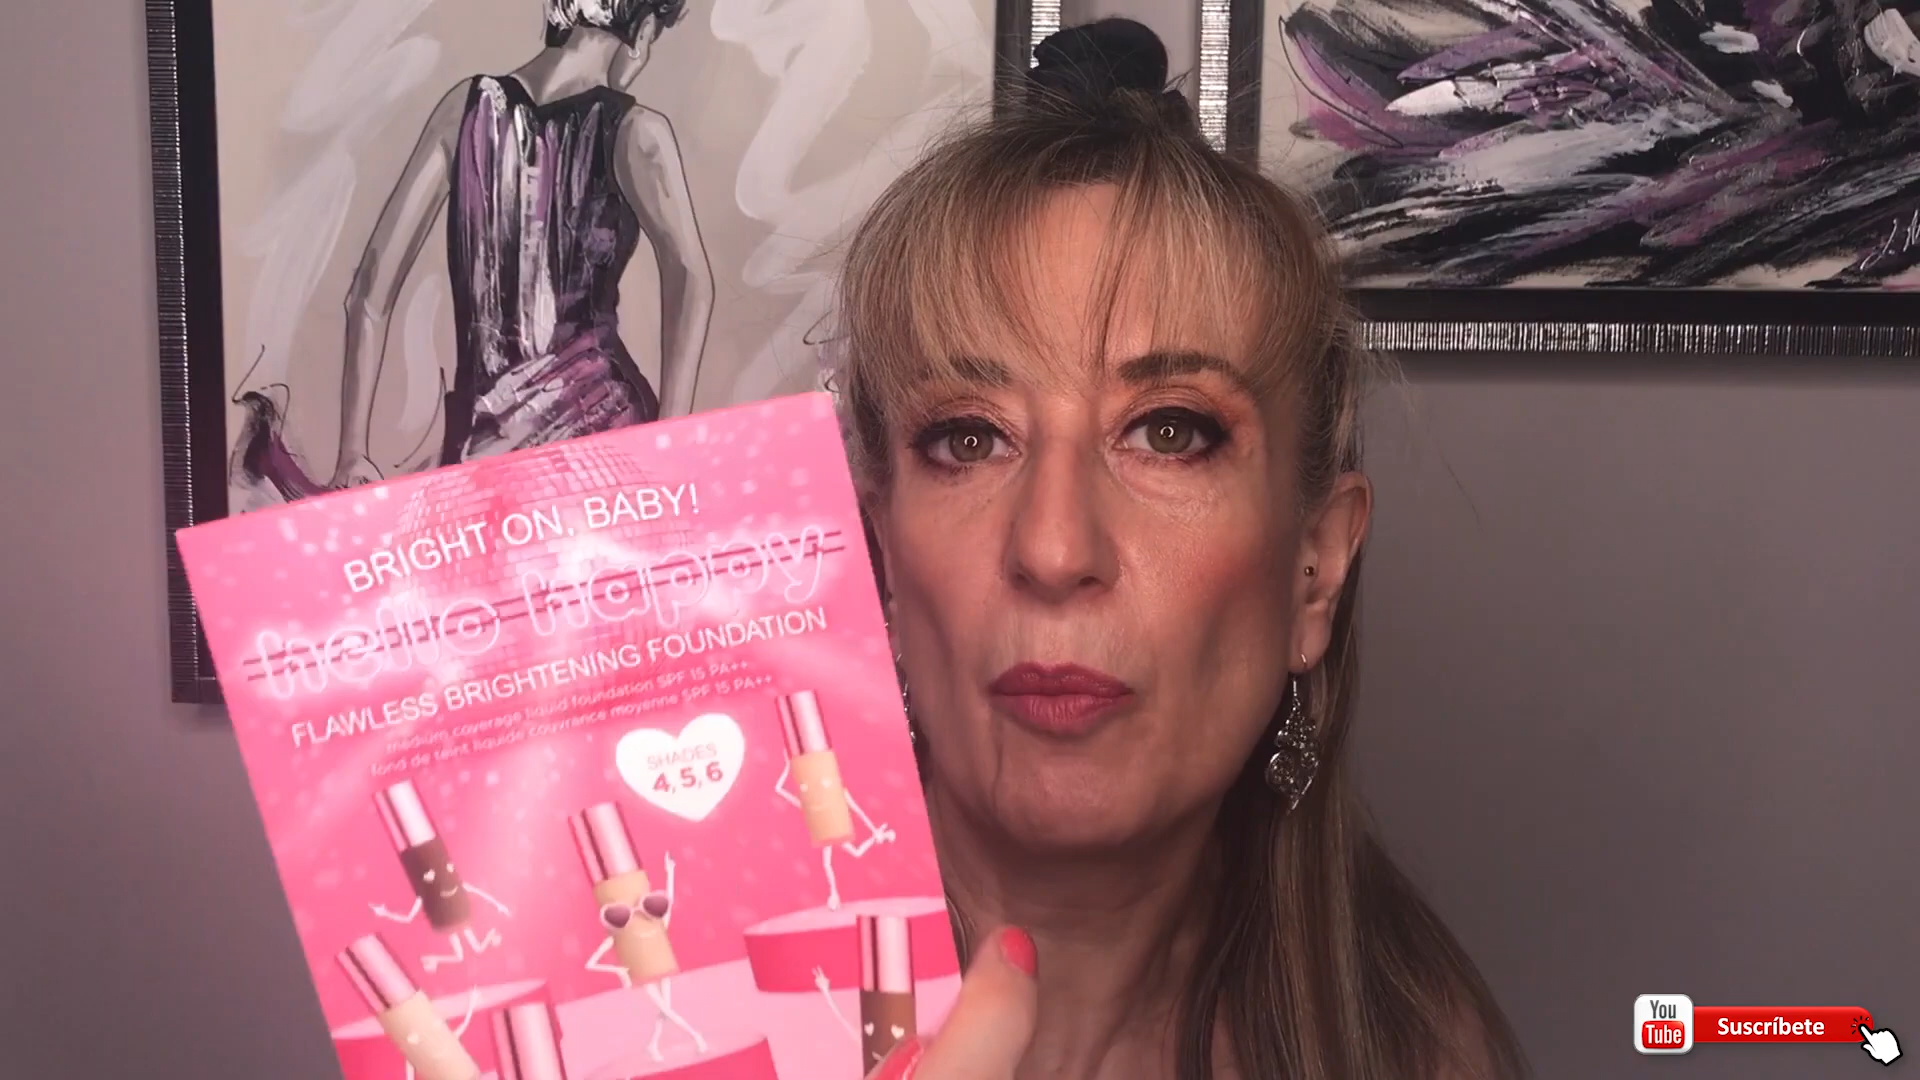 BRIGHT ON, BABY!
hello happy
FLAWLESS BRIGHTENING FOUNDATION
medium coverage liquid foundation SPF 15 PA++
fond de teint liquide couvrance moyenne SPF 15 PA++
SHADES
4, 5, 6
You
Tube
Suscríbete